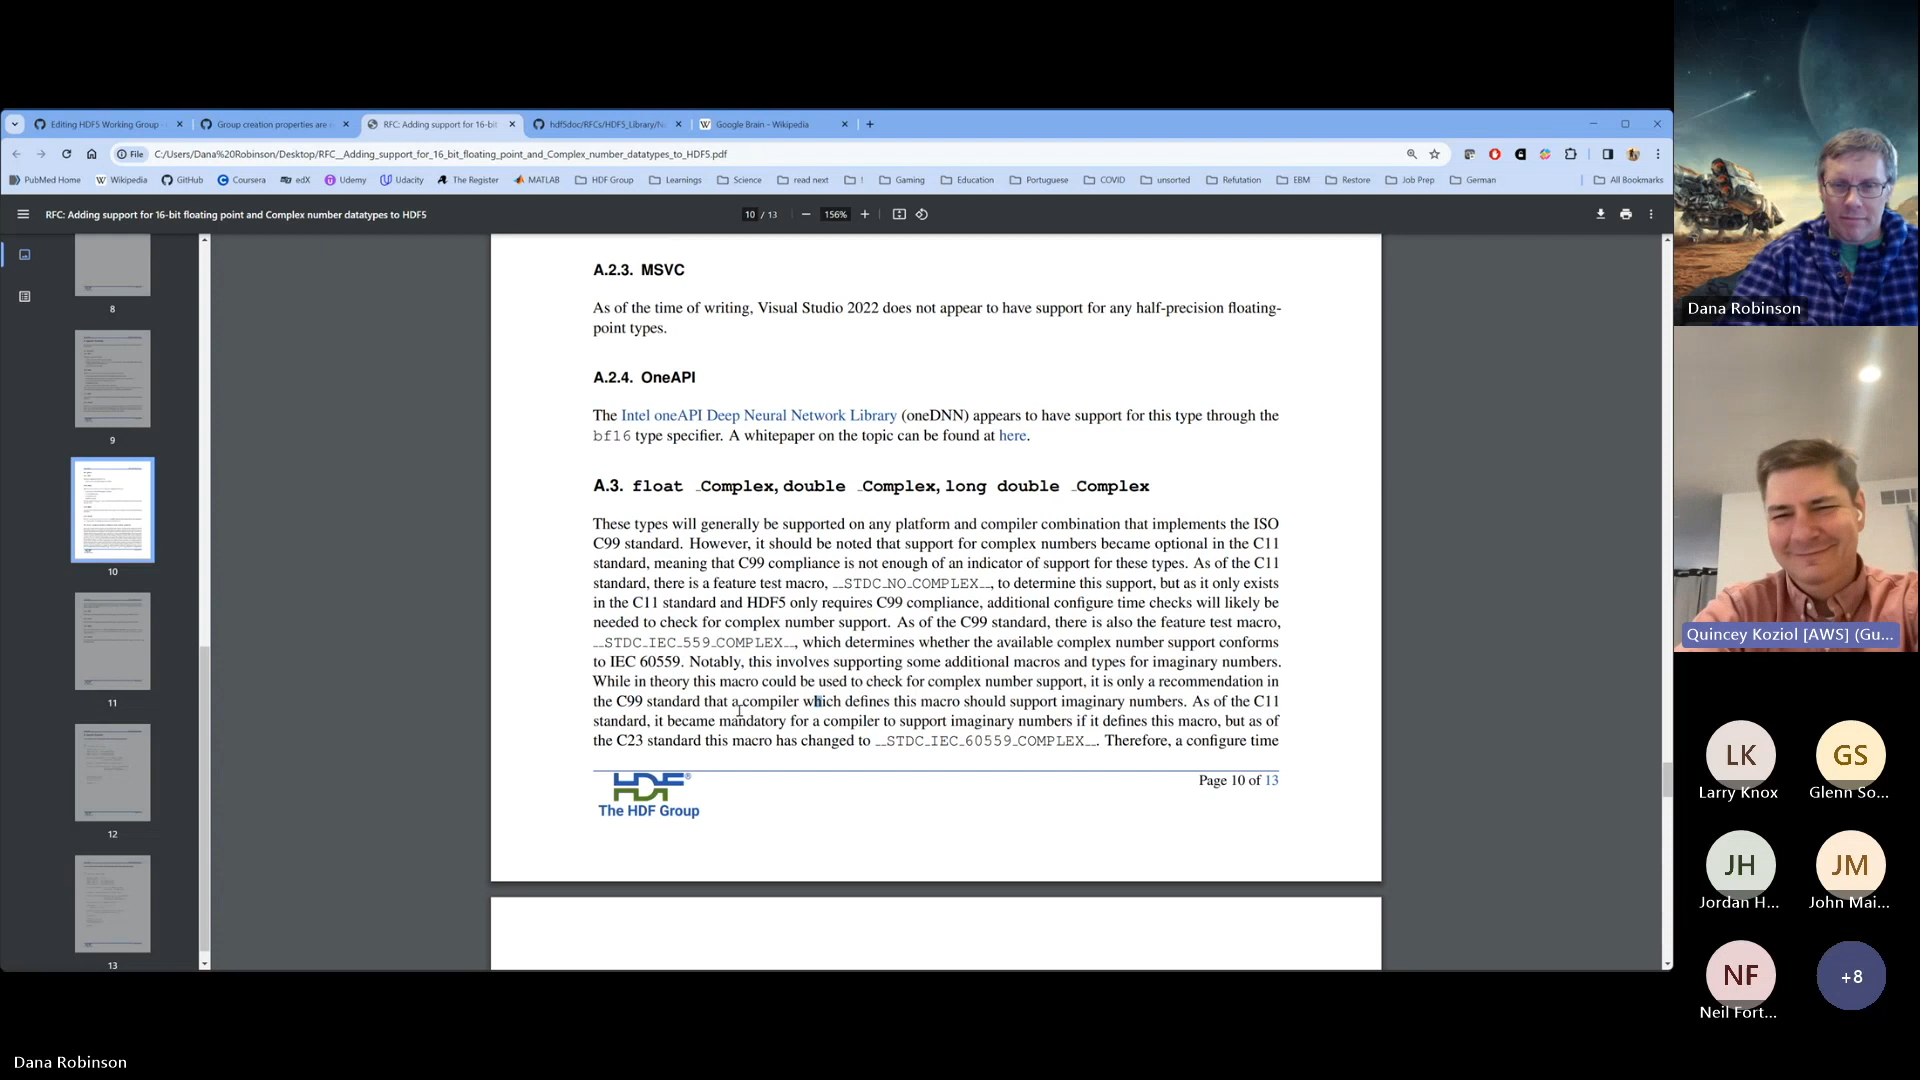 Editing HDF5 Working Group
Group creation properties are
RFC: Adding support for 16-bit
hdf5doc/RFCs/HDF5_Library/N
Google Brain - Wikipedia
File
C:/Users/Dana%20Robinson/Desktop/RFC__Adding_support_for_16_bit_floating_point_and_Complex_number_datatypes_to_HDF5.pdf
PubMed Home
Wikipedia
GitHub
Coursera
edX
Udemy
Udacity
The Register
MATLAB
HDF Group
Learnings
Science
read next
!
Gaming
Education
Portuguese
COVID
unsorted
Refutation
EBM
Restore
Job Prep
German
All Bookmarks
RFC: Adding support for 16-bit floating point and Complex number datatypes to HDF5
10 / 13
156%
8
9
10
11
12
13
A.2.3. MSVC
As of the time of writing, Visual Studio 2022 does not appear to have support for any half-precision floating-
point types.
A.2.4. OneAPI
The Intel oneAPI Deep Neural Network Library (oneDNN) appears to have support for this type through the
bf16 type specifier. A whitepaper on the topic can be found at here.
A.3. float _Complex, double _Complex, long double _Complex
These types will generally be supported on any platform and compiler combination that implements the ISO
C99 standard. However, it should be noted that support for complex numbers became optional in the C11
standard, meaning that C99 compliance is not enough of an indicator of support for these types. As of the C11
standard, there is a feature test macro, __STDC_NO_COMPLEX__, to determine this support, but as it only exists
in the C11 standard and HDF5 only requires C99 compliance, additional configure time checks will likely be
needed to check for complex number support. As of the C99 standard, there is also the feature test macro,
__STDC_IEC_559_COMPLEX__, which determines whether the available complex number support conforms
to IEC 60559. Notably, this involves supporting some additional macros and types for imaginary numbers.
While in theory this macro could be used to check for complex number support, it is only a recommendation in
the C99 standard that a compiler which defines this macro should support imaginary numbers. As of the C11
standard, it became mandatory for a compiler to support imaginary numbers if it defines this macro, but as of
the C23 standard this macro has changed to __STDC_IEC_60559_COMPLEX__. Therefore, a configure time
HDF
The HDF Group
Page 10 of 13
Dana Robinson
Quincey Koziol [AWS] (Gu...
LK
Larry Knox
GS
Glenn So...
JH
Jordan H...
JM
John Mai...
NF
Neil Fort...
+8
Dana Robinson